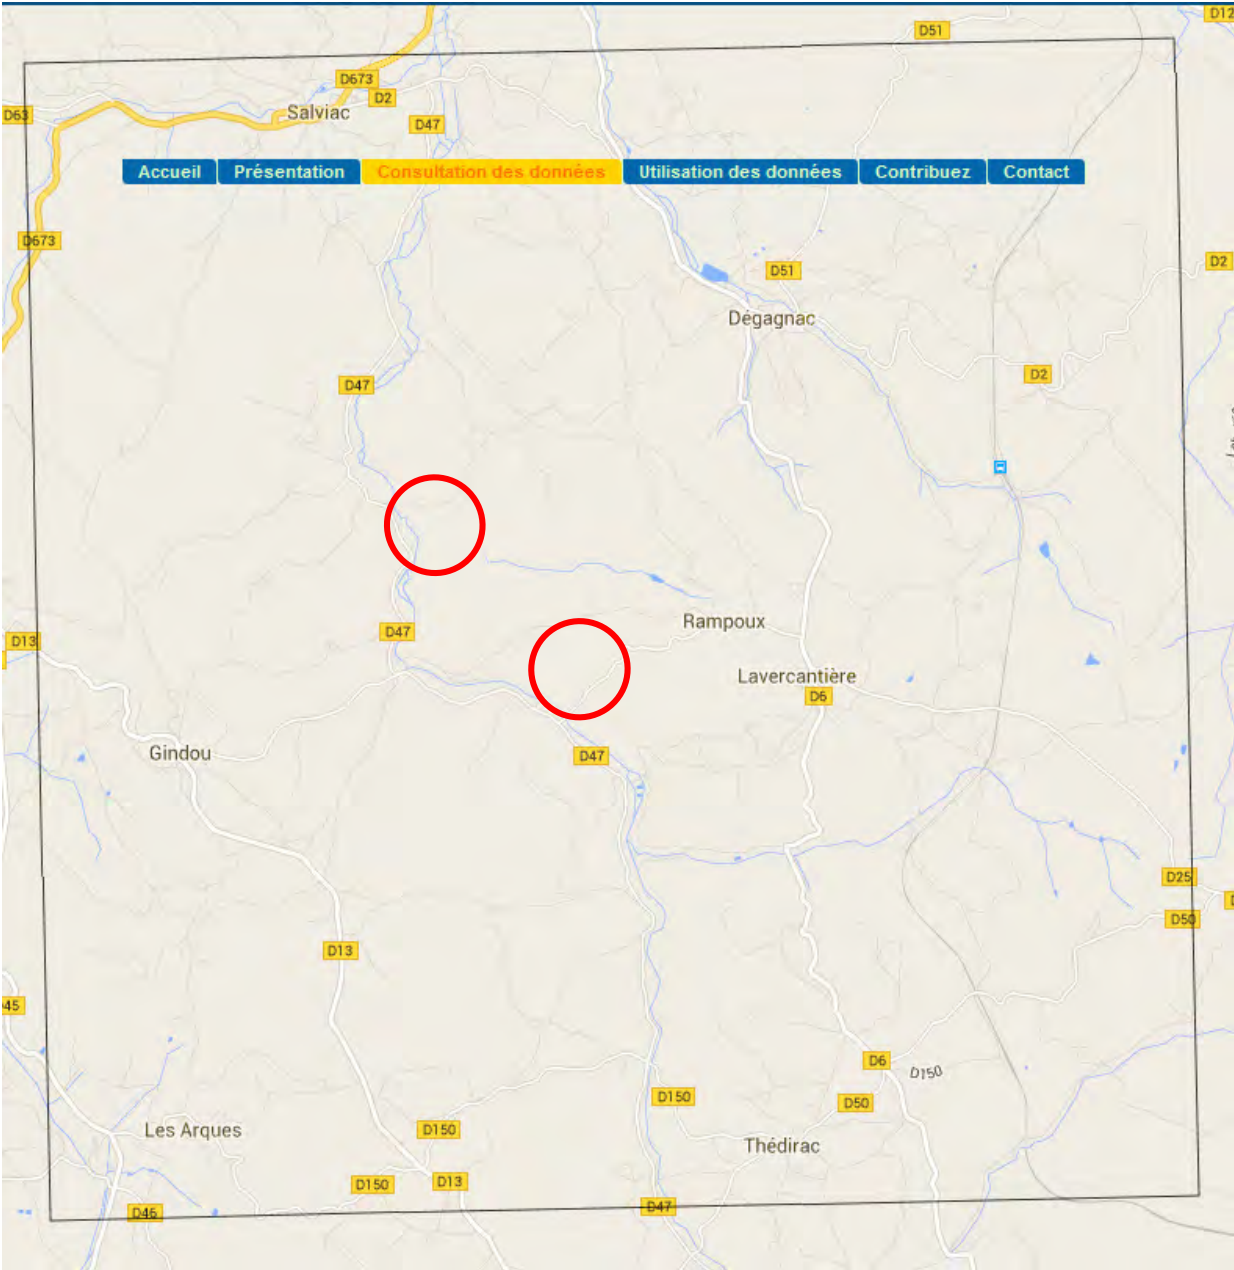 D12
D51
D673
D2
Salviac
D63
D47
Accueil Présentation Consultation des données Utilisation des données Contribuez Contact
D673
D2
D51
Dégagnac
D2
D47
Rampoux
D47
D13
Lavercantière
D6
Gindou
D47
D25
D50
D13
45
D6
D150
D150
D50
Les Arques
D150
Thédirac
D150
D13
D46
D47